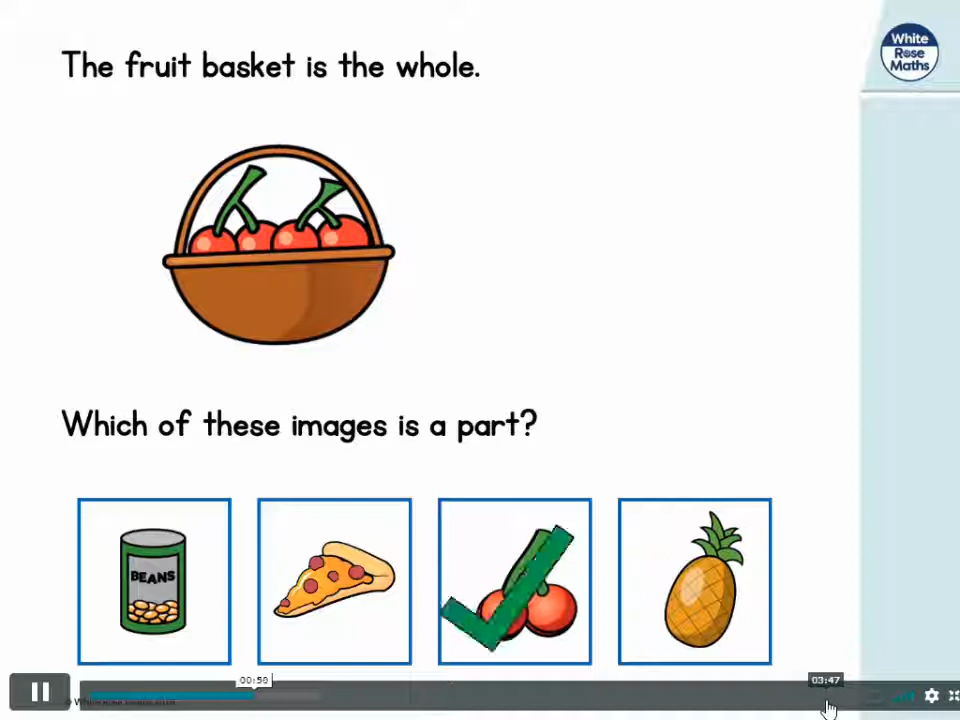 The fruit basket is the whole.
White
Rose
Maths
Which of these images is a part?
BEANS
00:50
03:47